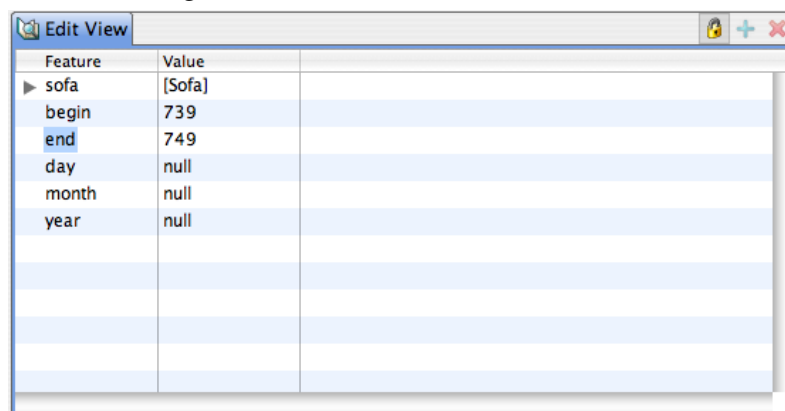 Edit View
Feature Value
sofa [Sofa]
begin 739
end 749
day null
month null
year null